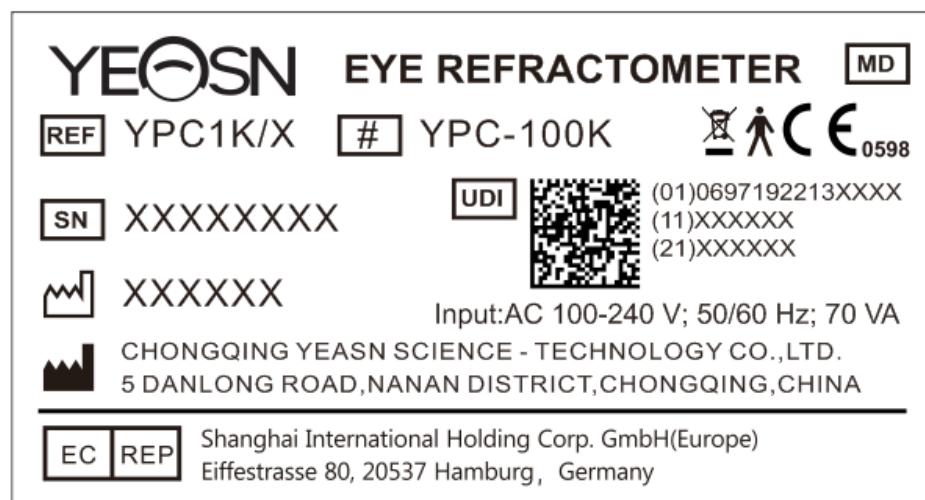 YEASN EYE REFRACTOMETER MD
REF YPC1K/X # YPC-100K CE 0598
SN XXXXXXXX UDI (01)0697192213XXXX
(11)XXXXXX
(21)XXXXXX
XXXXXX
Input:AC 100-240 V; 50/60 Hz; 70 VA
CHONGQING YEASN SCIENCE - TECHNOLOGY CO.,LTD.
5 DANLONG ROAD,NANAN DISTRICT,CHONGQING,CHINA
EC REP Shanghai International Holding Corp. GmbH(Europe)
Eiffestrasse 80, 20537 Hamburg, Germany